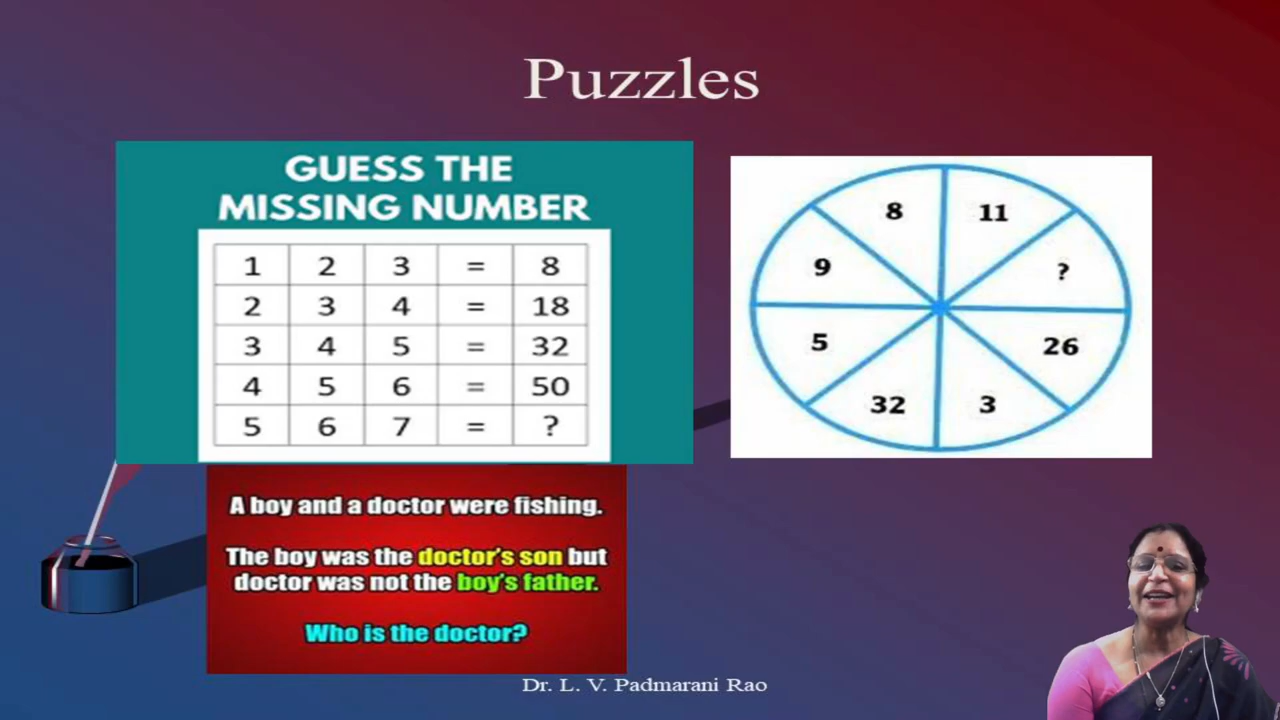 Puzzles
GUESS THE
MISSING NUMBER
1 2 3 = 8
2 3 4 = 18
3 4 5 = 32
4 5 6 = 50
5 6 7 = ?
8 11
9 ?
5 26
32 3
A boy and a doctor were fishing.
The boy was the doctor's son but
doctor was not the boy's father.
Who is the doctor?
Dr. L. V. Padmarani Rao